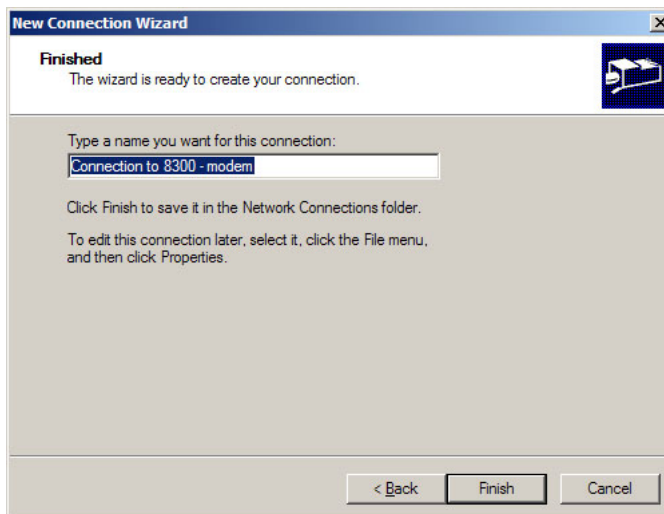 New Connection Wizard
Finished
The wizard is ready to create your connection.
Type a name you want for this connection:
Connection to 8300 - modem
Click Finish to save it in the Network Connections folder.
To edit this connection later, select it, click the File menu,
and then click Properties.
< Back Finish Cancel